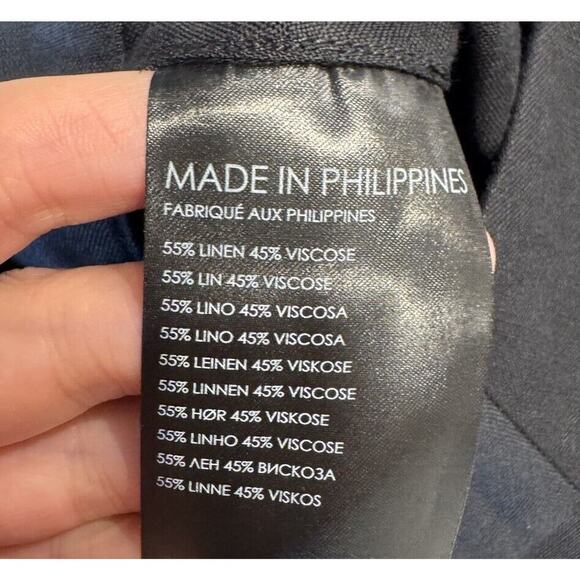 MADE IN PHILIPPINES
FABRIQUÉ AUX PHILIPPINES
55% LINEN 45% VISCOSE
55% LIN 45% VISCOSE
55% LINO 45% VISCOSA
55% LINO 45% VISCOSA
55% LEINEN 45% VISKOSE
55% LINNEN 45% VISCOSE
55% HØR 45% VISKOSE
55% LINHO 45% VISCOSE
55% ЛЕН 45% ВИСКОЗА
55% LINNE 45% VISKOS